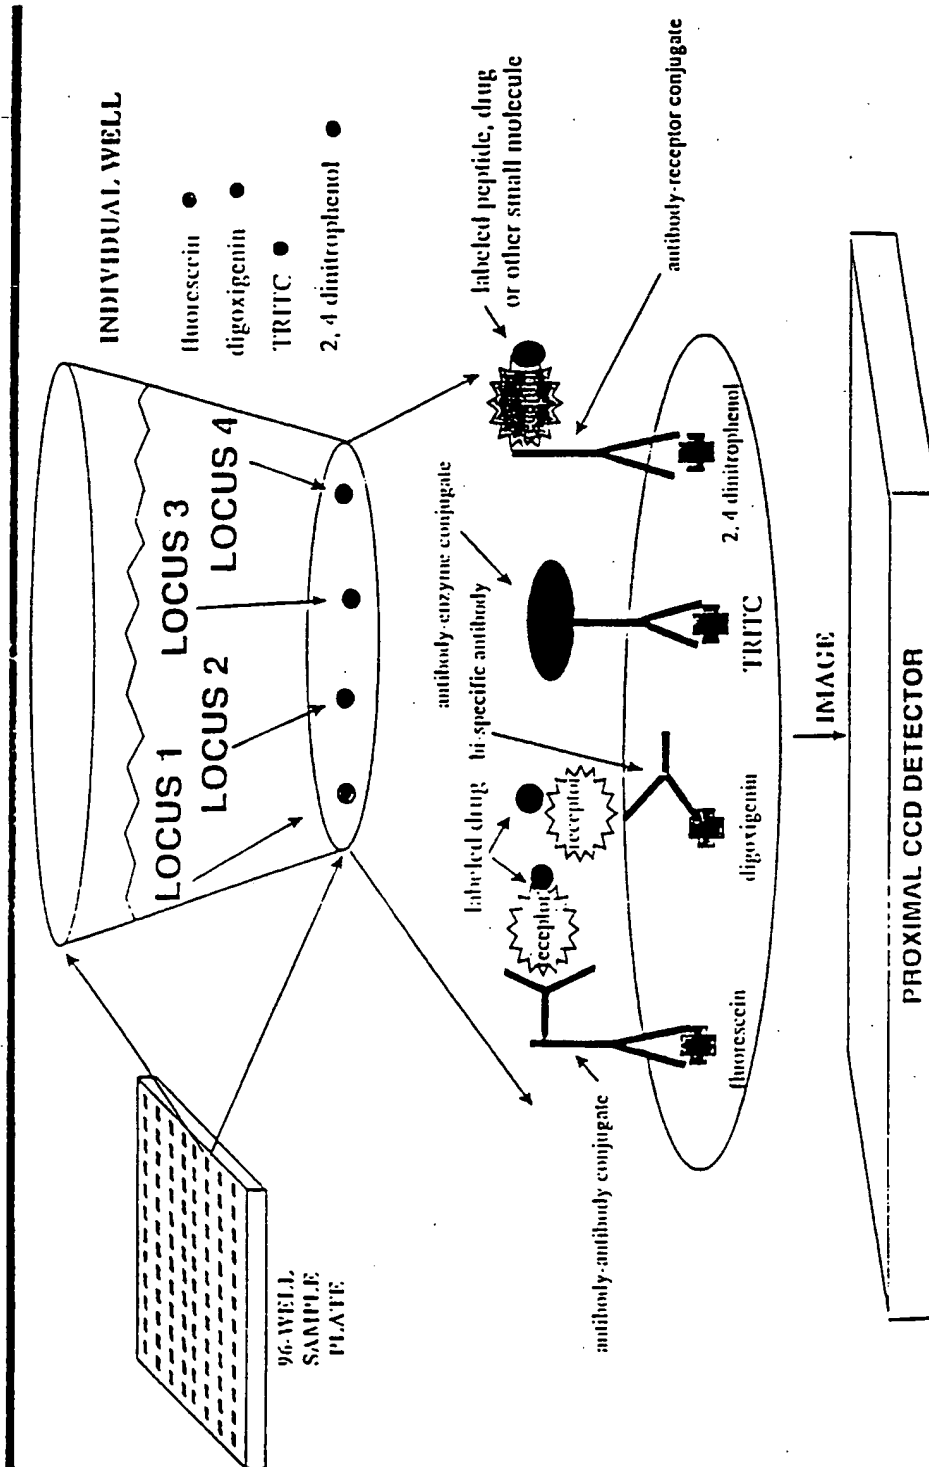 INDIVIDUAL WELL
fluorescein
digoxigenin
TRITC
2, 4 dinitrophenol
LOCUS 1
LOCUS 2
LOCUS 3
LOCUS 4
96-WELL
SAMPLE
PLATE
labeled drug
bi-specific antibody
antibody-enzyme conjugate
labeled peptide, drug
or other small molecule
antibody-receptor conjugate
antibody-antibody conjugate
receptor
receptor
fluorescein
digoxigenin
TRITC
2, 4 dinitrophenol
IMAGE
PROXIMAL CCD DETECTOR